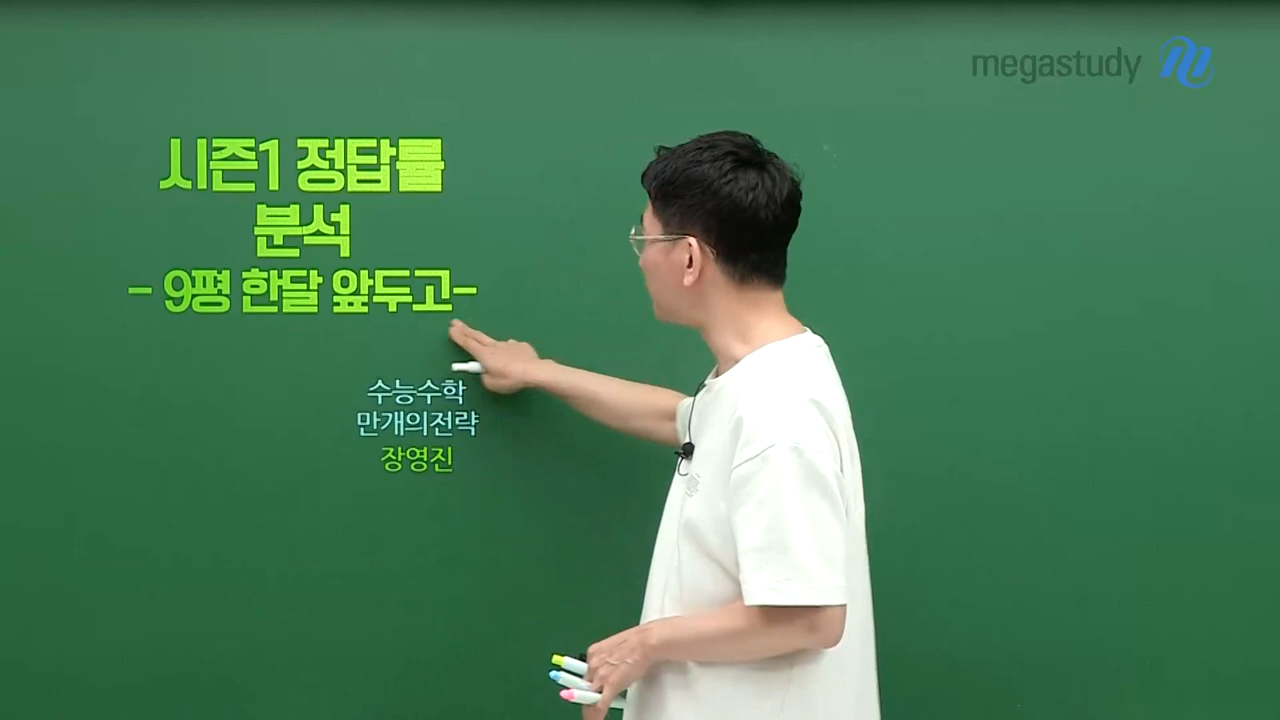 megastudy
시즌1 정답률
분석
- 9평 한달 앞두고-
수능수학
만개의전략
장영진